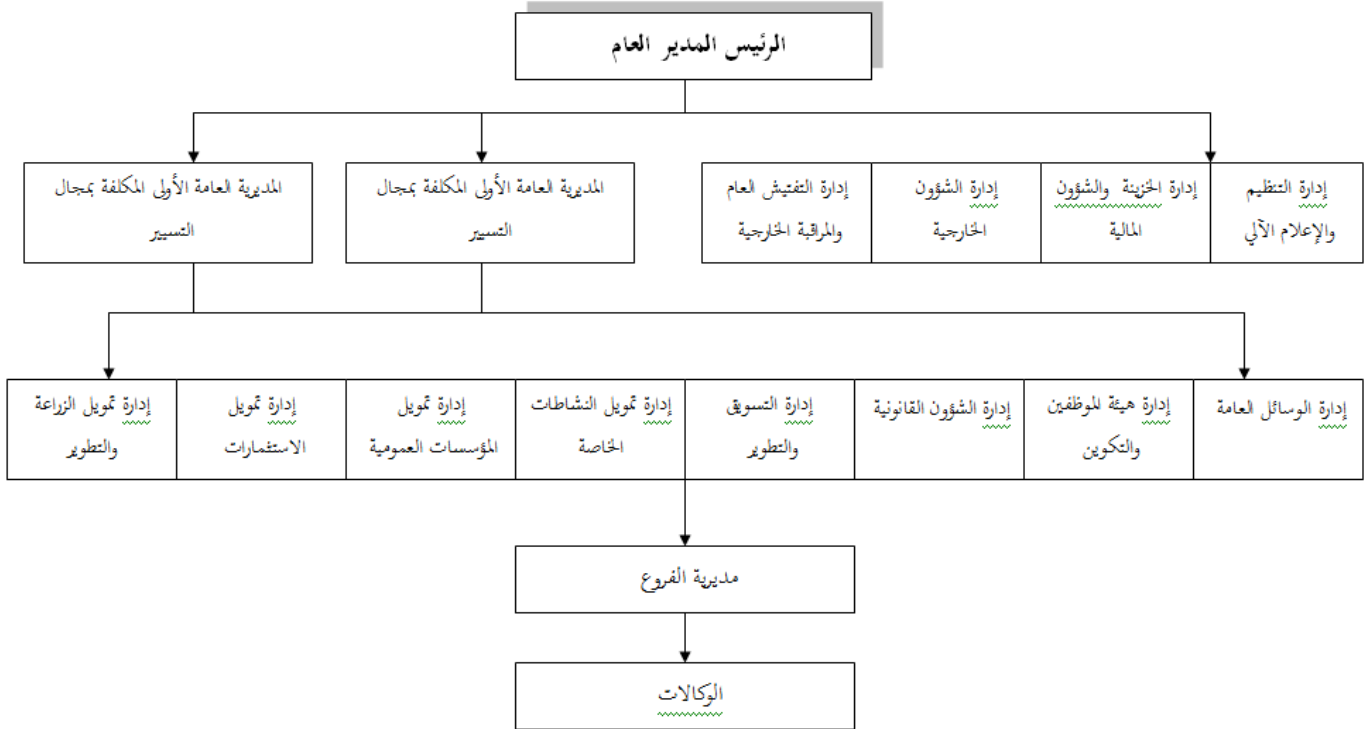 الرئيس المدير العام
إدارة التنظيم
والإعلام الآلي
إدارة الخزينة والشؤون
المالية
إدارة الشؤون
الخارجية
إدارة التفتيش العام
والمراقبة الخارجية
المديرية العامة الأولى المكلفة بمجال
التسيير
المديرية العامة الأولى المكلفة بمجال
التسيير
إدارة الوسائل العامة
إدارة هيئة الموظفين
والتكوين
إدارة الشؤون القانونية
إدارة التسويق
والتطوير
إدارة تمويل النشاطات
الخاصة
إدارة تمويل
المؤسسات العمومية
إدارة تمويل
الاستثمارات
إدارة تمويل الزراعة
والتطوير
مديرية الفروع
الوكالات